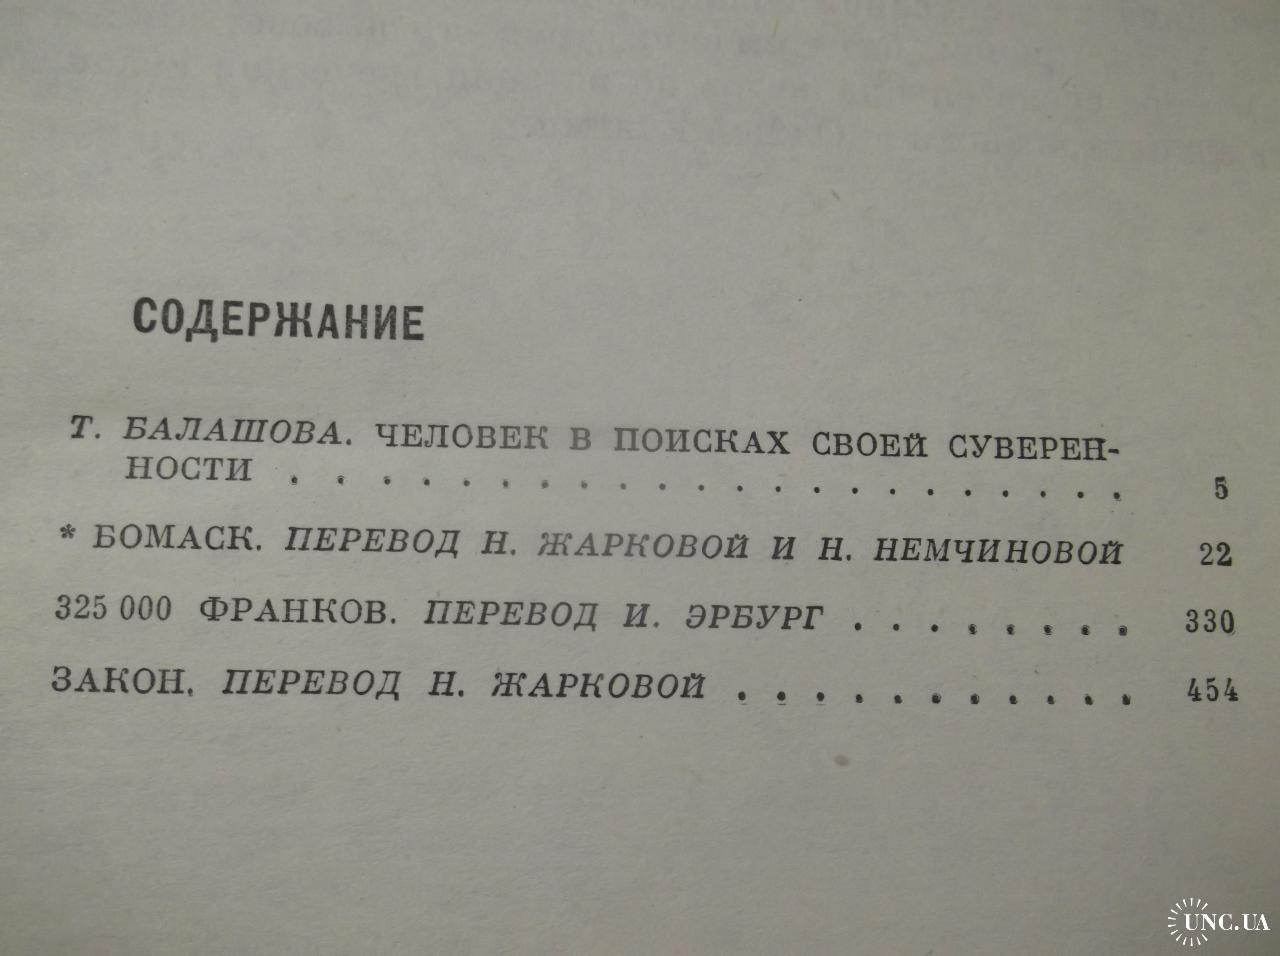 СОДЕРЖАНИЕ
Т. БАЛАШОВА. ЧЕЛОВЕК В ПОИСКАХ СВОЕЙ СУВЕРЕН-
НОСТИ . . . . . . . . . . . . . . . . . . . . 5
* БОМАСК. ПЕРЕВОД Н. ЖАРКОВОЙ И Н. НЕМЧИНОВОЙ 22
325 000 ФРАНКОВ. ПЕРЕВОД И. ЭРБУРГ . . . . . . . . 330
ЗАКОН. ПЕРЕВОД Н. ЖАРКОВОЙ . . . . . . . . . . . 454
UNC.UA